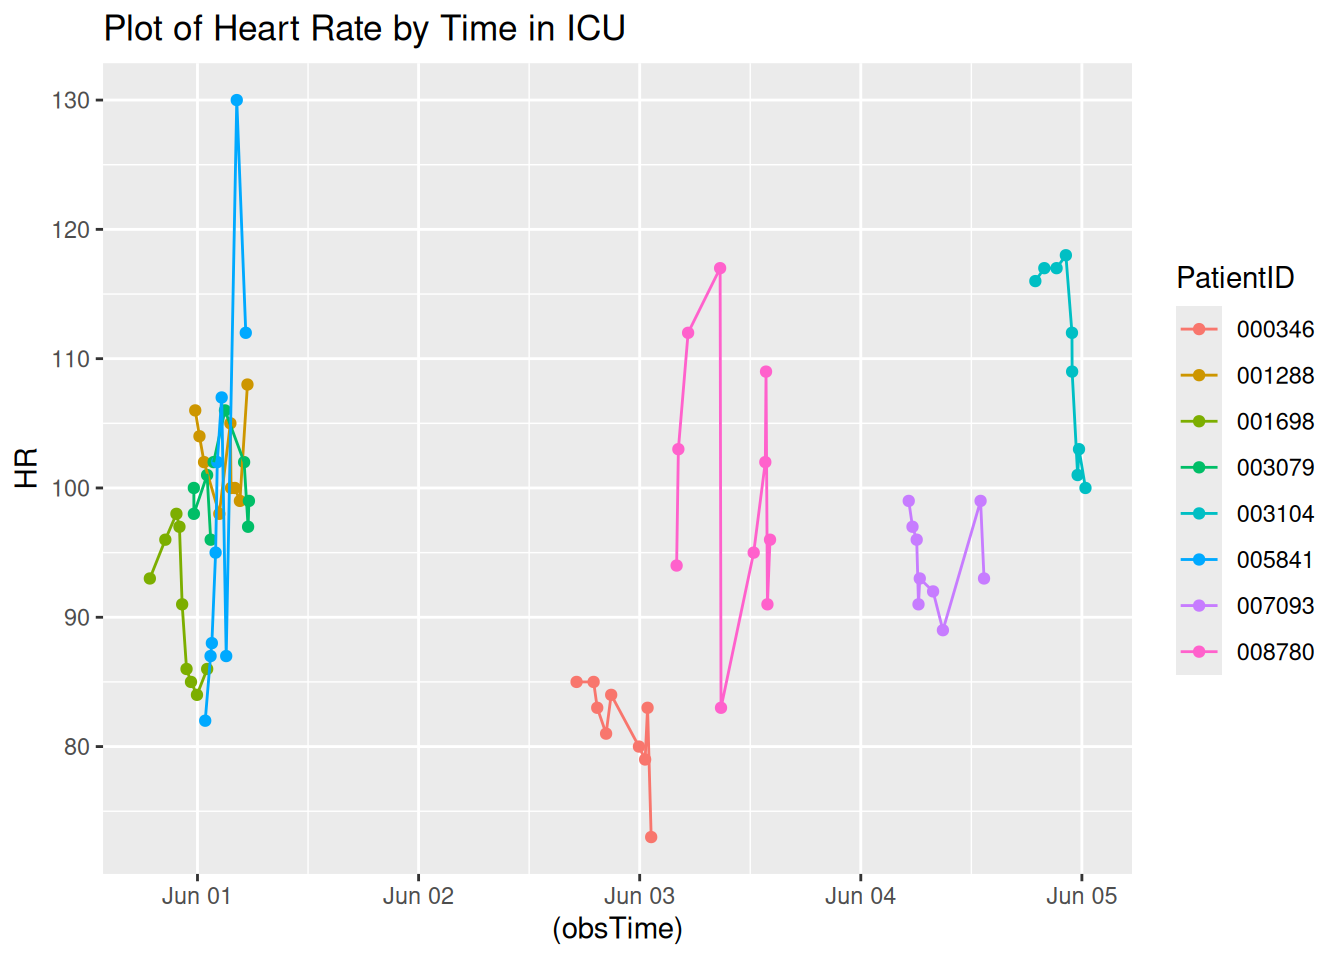 Plot of Heart Rate by Time in ICU
130
120
110
100
90
80
HR
Jun 01
Jun 02
Jun 03
Jun 04
Jun 05
(obsTime)
PatientID
000346
001288
001698
003079
003104
005841
007093
008780